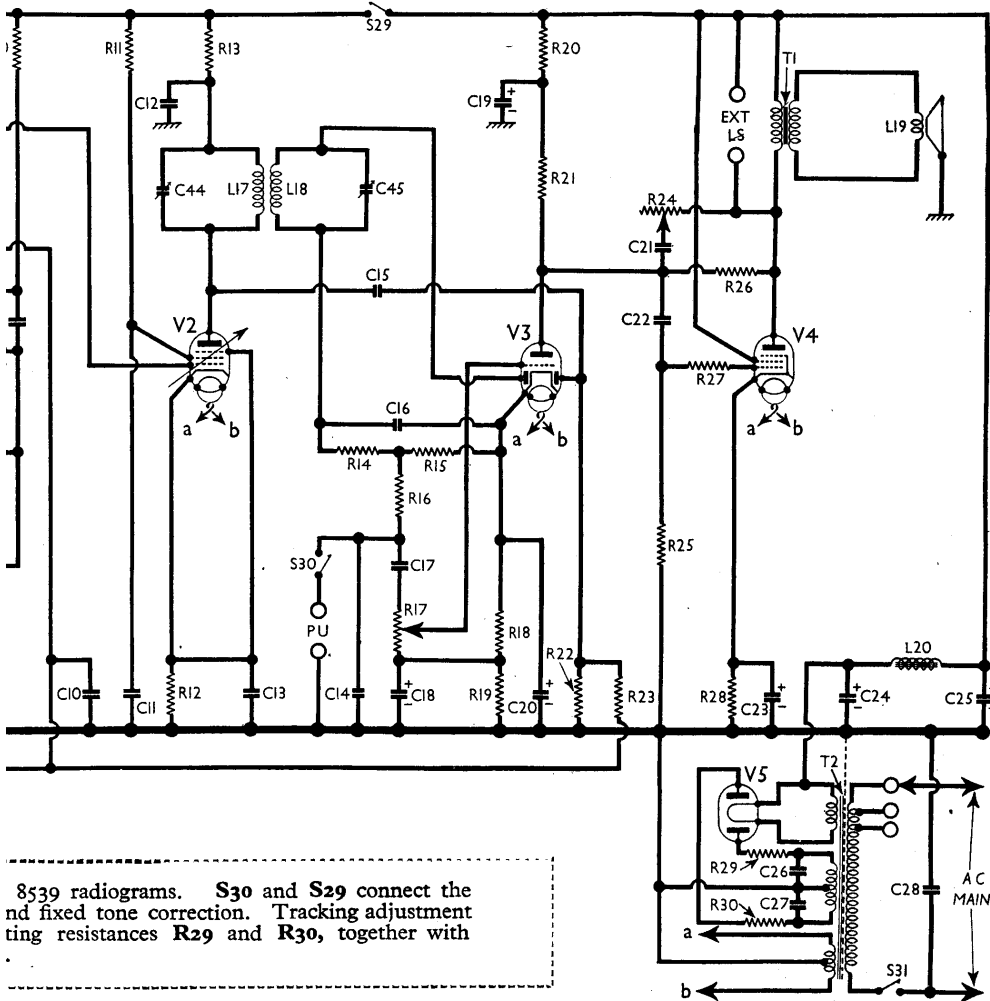 S29
R11
R13
R20
T1
C12
C19
+
-
EXT
LS
L19
C44
L17
L18
C45
R21
R24
C21
C15
R26
C22
V2
V3
V4
R27
C16
a
b
a
b
a
b
R14
R15
R16
R25
S30
C17
R17
PU
R18
L20
R22
C10
C11
R12
C13
C14
+
-
C18
R19
C20
+
-
R23
R28
C23
+
-
+
-
C24
C25
V5
T2
R29
C26
R30
C27
C28
A C
MAIN
a
b
S31
8539 radiograms. S30 and S29 connect the
nd fixed tone correction. Tracking adjustment
ting resistances R29 and R30, together with
.